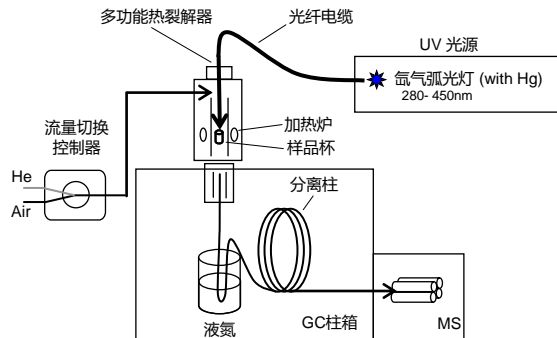 多功能热裂解器
光纤电缆
UV 光源
氙气弧光灯 (with Hg)
280- 450nm
流量切换
控制器
加热炉
样品杯
He
Air
分离柱
液氮
GC柱箱
MS